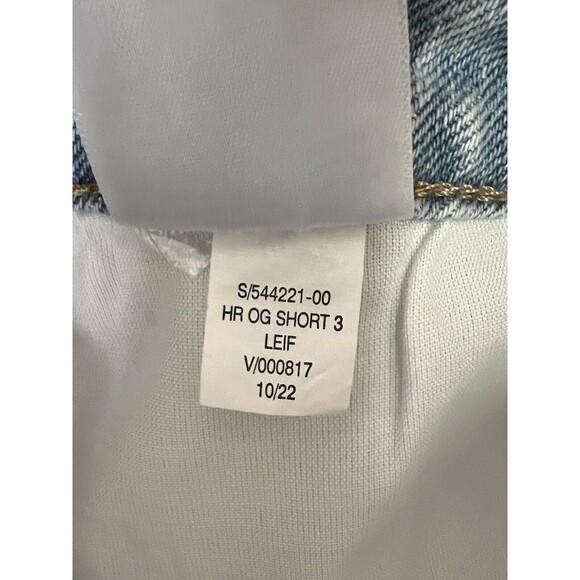 S/544221-00
HR OG SHORT 3
LEIF
V/000817
10/22